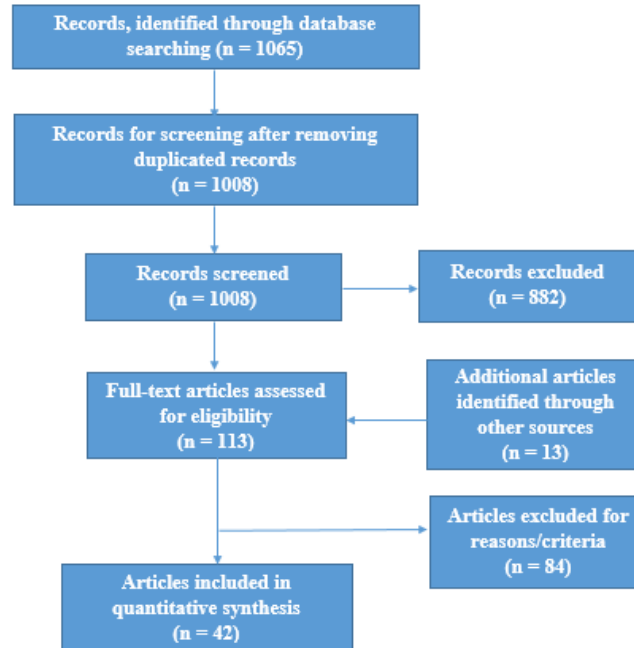 Records, identified through database
searching (n = 1065)
Records for screening after removing
duplicated records
(n = 1008)
Records screened
(n = 1008)
Records excluded
(n = 882)
Full-text articles assessed
for eligibility
(n = 113)
Additional articles
identified through
other sources
(n = 13)
Articles excluded for
reasons/criteria
(n = 84)
Articles included in
quantitative synthesis
(n = 42)